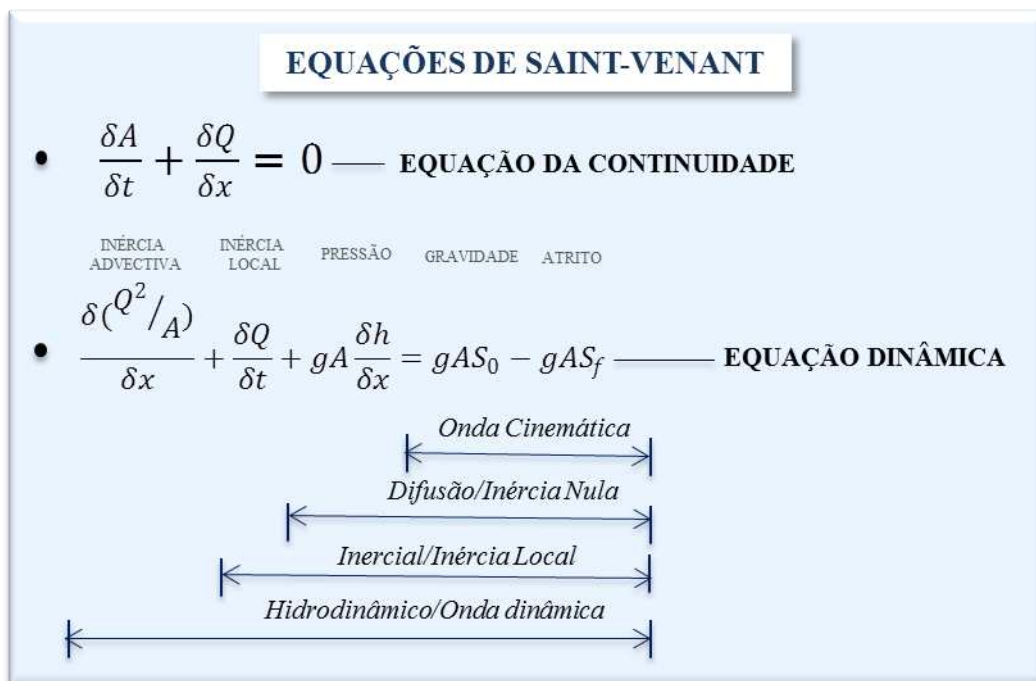 EQUAÇÕES DE SAINT-VENANT
• δA/δt + δQ/δx = 0 — EQUAÇÃO DA CONTINUIDADE
INÉRCIA ADVECTIVA INÉRCIA LOCAL PRESSÃO GRAVIDADE ATRITO
• δ(Q²/A)/δx + δQ/δt + gA δh/δx = gAS₀ − gAS_f — EQUAÇÃO DINÂMICA
Onda Cinemática
Difusão/Inércia Nula
Inercial/Inércia Local
Hidrodinâmico/Onda dinâmica